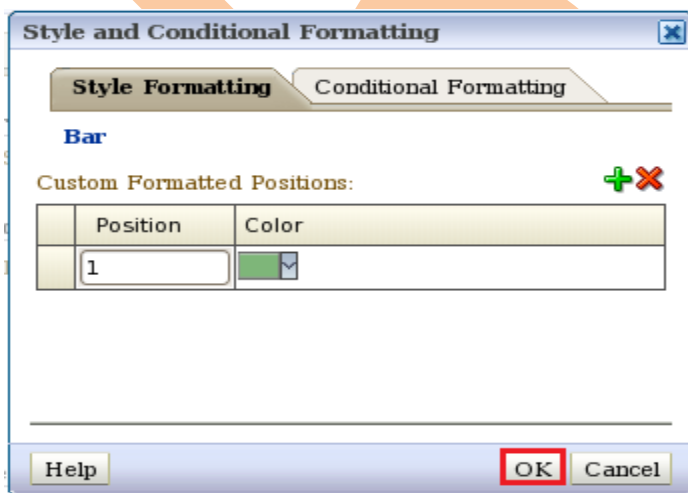 Style and Conditional Formatting
Style Formatting Conditional Formatting
Bar
Custom Formatted Positions:
Position Color
1
Help OK Cancel